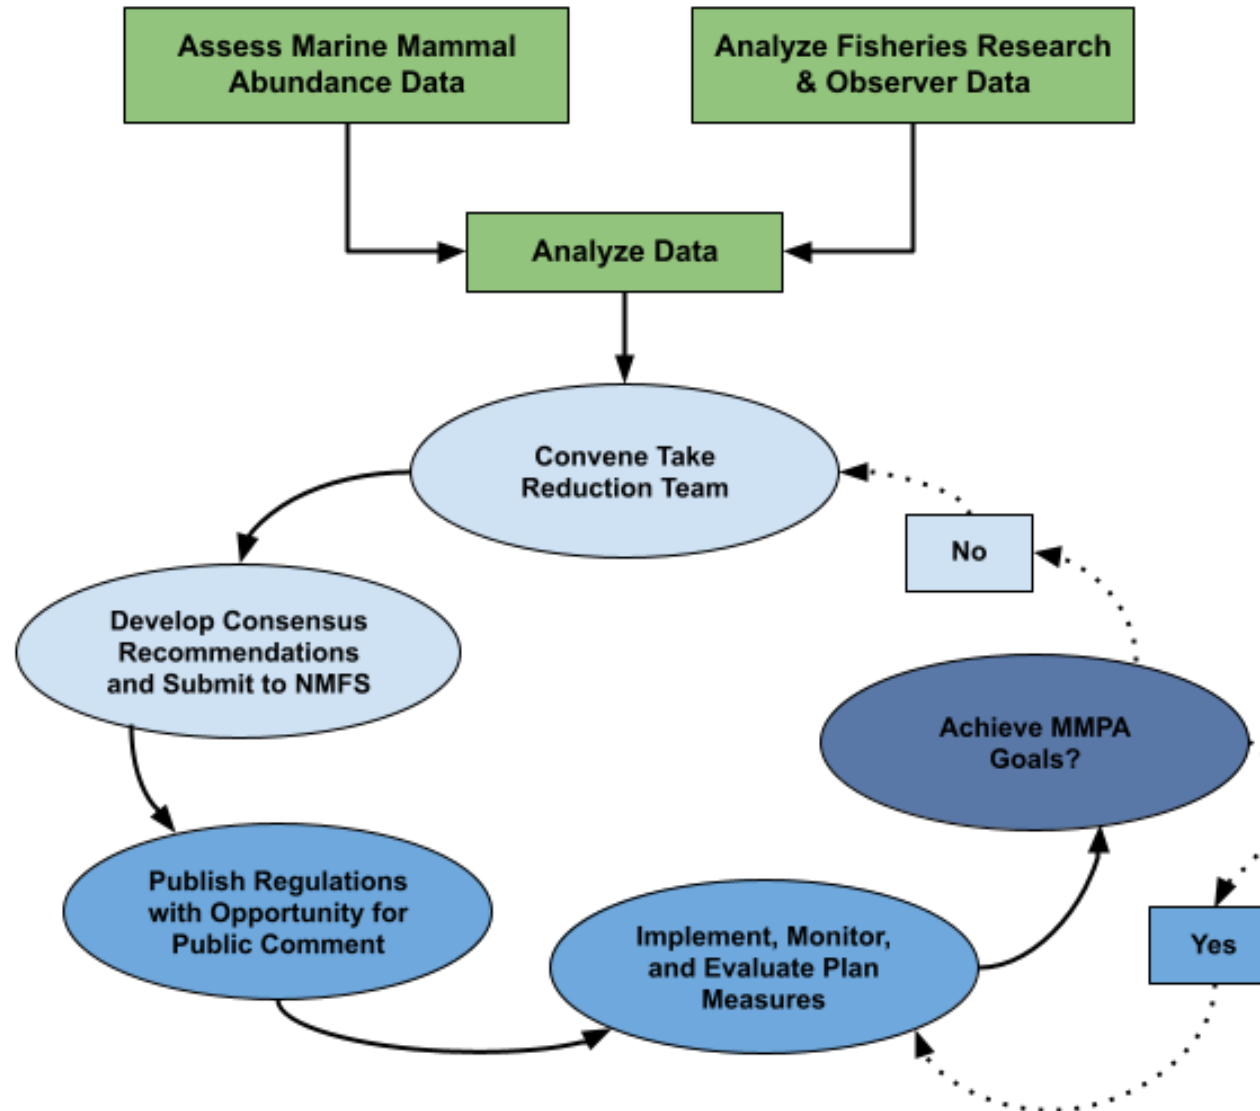 Assess Marine Mammal
Abundance Data
Analyze Fisheries Research
& Observer Data
Analyze Data
Convene Take
Reduction Team
No
Develop Consensus
Recommendations
and Submit to NMFS
Achieve MMPA
Goals?
Publish Regulations
with Opportunity for
Public Comment
Implement, Monitor,
and Evaluate Plan
Measures
Yes